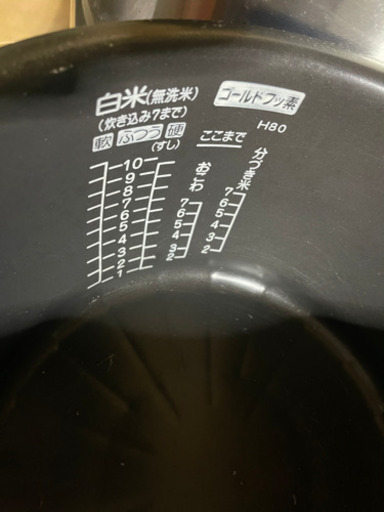 白米(無洗米)
(炊き込み7まで)
軟 ふつう 硬
(すし)
ゴールドフッ素
H80
ここまで
10
9
8
7
6
5
4
3
2
1
おこわ
7
6
5
4
3
2
分づき米
7
6
5
4
3
2